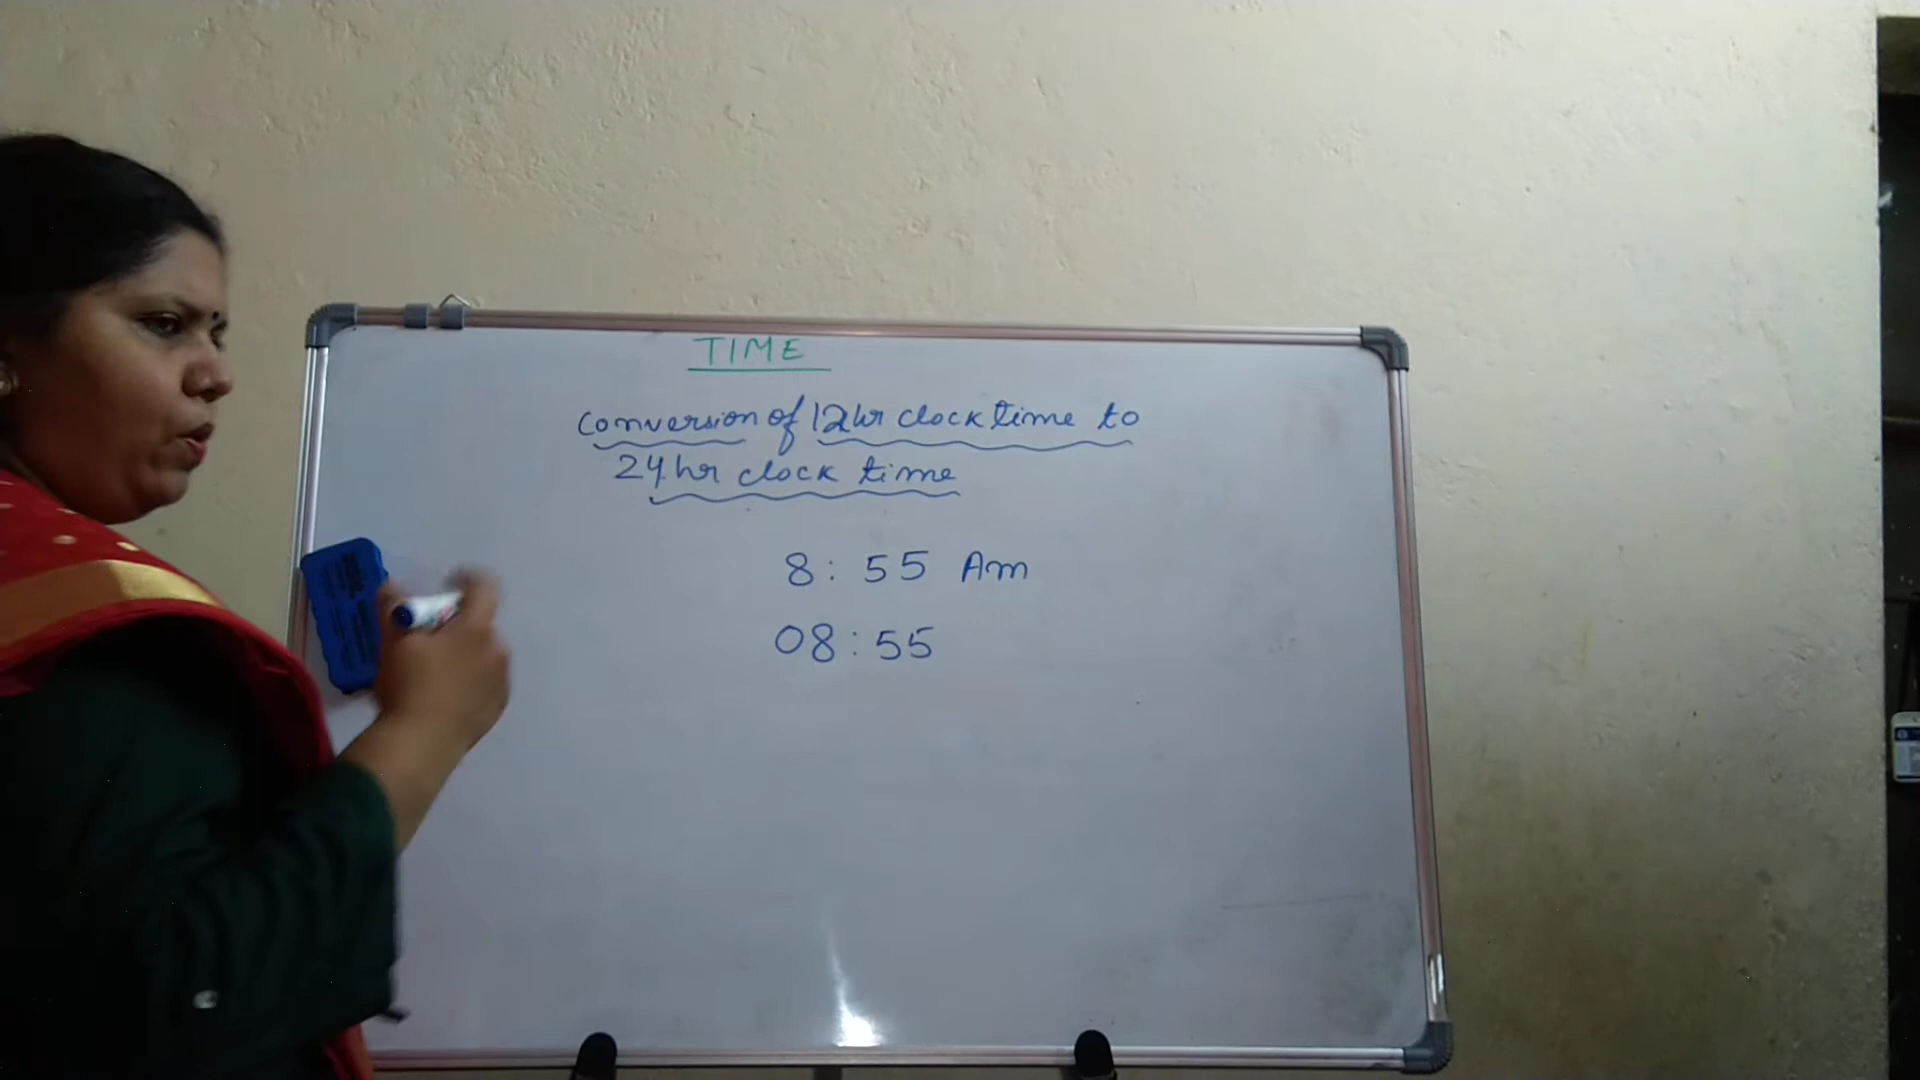 TIME
Conversion of 12hr clock time to
24hr clock time
8: 55 Am
08:55